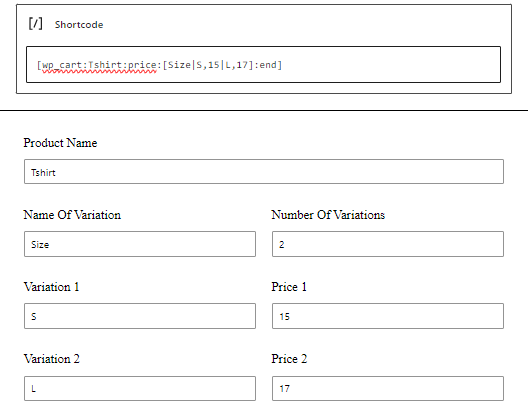 [/] Shortcode
[wp_cart:Tshirt:price:[Size|S,15|L,17]:end]
Product Name
Tshirt
Name Of Variation Number Of Variations
Size 2
Variation 1 Price 1
S 15
Variation 2 Price 2
L 17